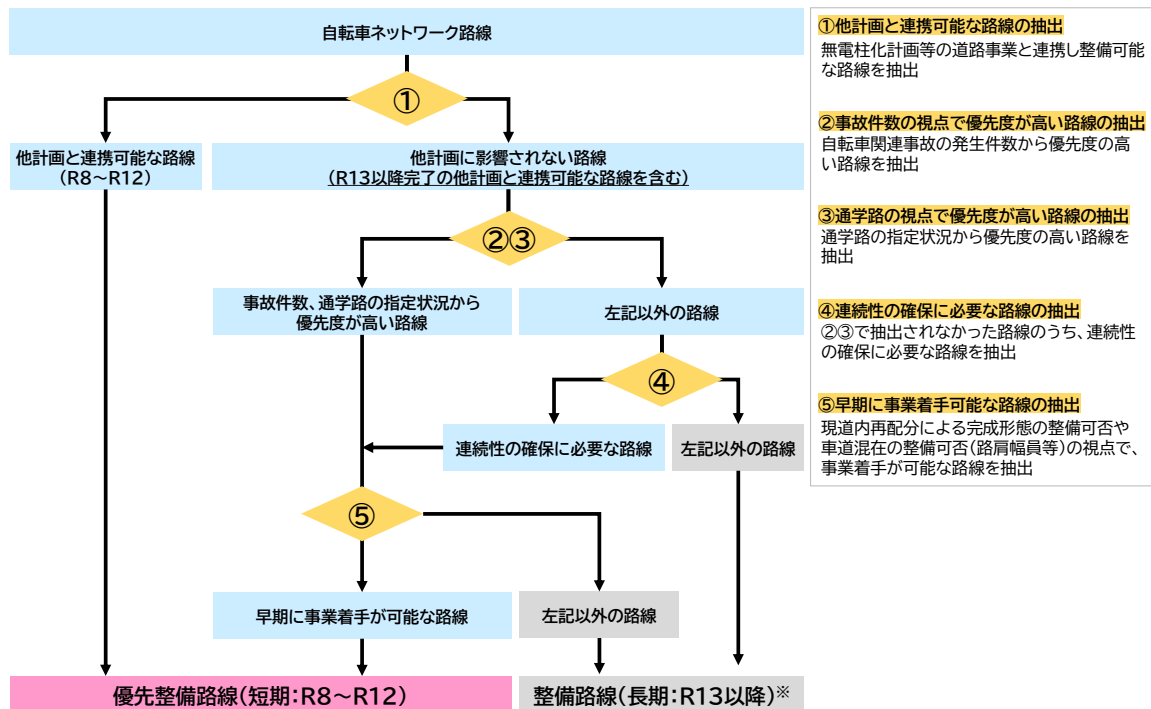 自転車ネットワーク路線
①
他計画と連携可能な路線
(R8～R12)
他計画に影響されない路線
(R13以降完了の他計画と連携可能な路線を含む)
②③
事故件数、通学路の指定状況から
優先度が高い路線
左記以外の路線
④
連続性の確保に必要な路線
左記以外の路線
⑤
早期に事業着手が可能な路線
左記以外の路線
優先整備路線(短期:R8～R12)
整備路線(長期:R13以降)※
①他計画と連携可能な路線の抽出
無電柱化計画等の道路事業と連携し整備可能
な路線を抽出
②事故件数の視点で優先度が高い路線の抽出
自転車関連事故の発生件数から優先度の高
い路線を抽出
③通学路の視点で優先度が高い路線の抽出
通学路の指定状況から優先度の高い路線を
抽出
④連続性の確保に必要な路線の抽出
②③で抽出されなかった路線のうち、連続性
の確保に必要な路線を抽出
⑤早期に事業着手可能な路線の抽出
現道内再配分による完成形態の整備可否や
車道混在の整備可否(路肩幅員等)の視点で、
事業着手が可能な路線を抽出